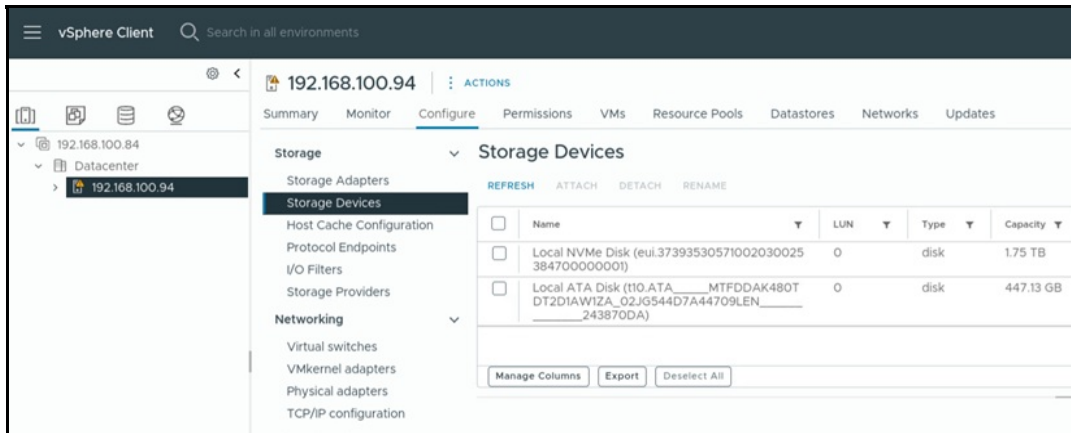 vSphere Client
Search in all environments
192.168.100.94
ACTIONS
Summary Monitor Configure Permissions VMs Resource Pools Datastores Networks Updates
192.168.100.84
Datacenter
192.168.100.94
Storage
Storage Adapters
Storage Devices
Host Cache Configuration
Protocol Endpoints
I/O Filters
Storage Providers
Networking
Virtual switches
VMkernel adapters
Physical adapters
TCP/IP configuration
Storage Devices
REFRESH ATTACH DETACH RENAME
Name LUN Type Capacity
Local NVMe Disk (eui.37393530571002030025 0 disk 1.75 TB
384700000001)
Local ATA Disk (t10.ATA_____MTFDDAK480T 0 disk 447.13 GB
DT2D1AW1ZA_02JG544D7A44709LEN_______
__________243870DA)
Manage Columns Export Deselect All